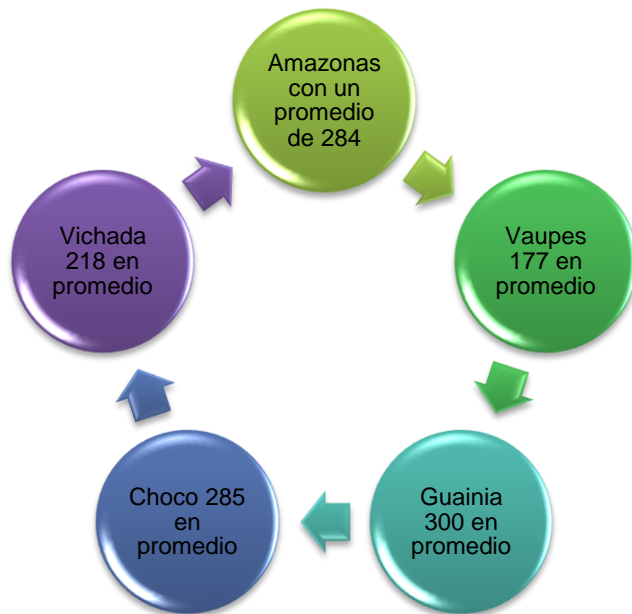 Amazonas
con un
promedio
de 284
Vaupes
177 en
promedio
Guainia
300 en
promedio
Choco 285
en
promedio
Vichada
218 en
promedio